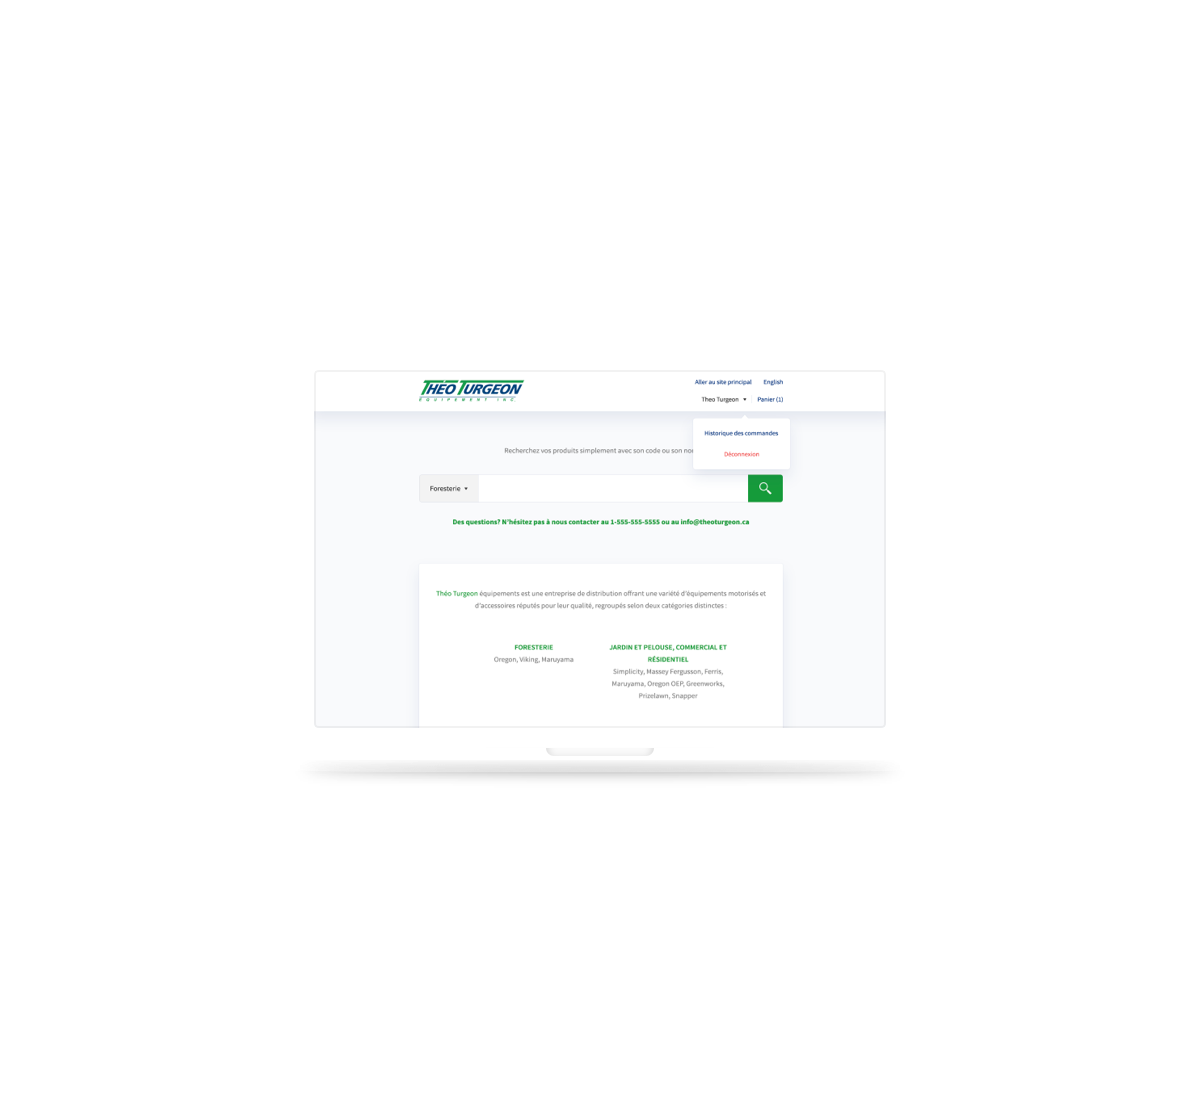 THÉO TURGEON
EQUIPEMENT INC
Aller au site principal English
Theo Turgeon Panier (1)
Historique des commandes
Déconnexion
Recherchez vos produits simplement avec son code ou son
Foresterie
Des questions? N'hésitez pas à nous contacter au 1-555-555-5555 ou au info@theoturgeon.ca
Théo Turgeon équipements est une entreprise de distribution offrant une variété d'équipements motorisés et
d'accessoires réputés pour leur qualité, regroupés selon deux catégories distinctes :
FORESTERIE
Oregon, Viking, Maruyama
JARDIN ET PELOUSE, COMMERCIAL ET
RÉSIDENTIEL
Simplicity, Massey Fergusson, Ferris,
Maruyama, Oregon OEP, Greenworks,
Prizelawn, Snapper